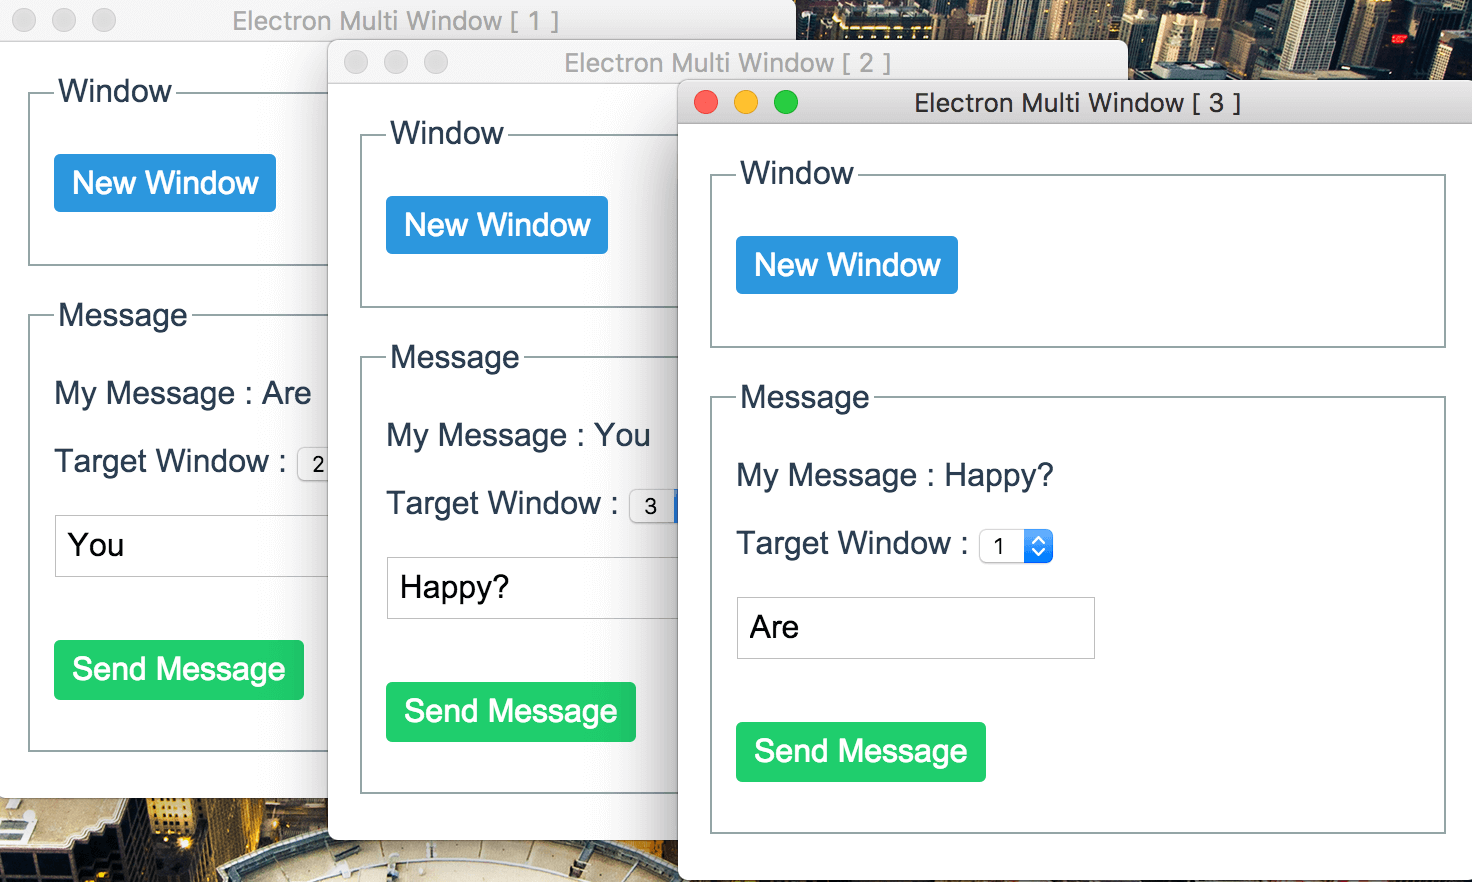 Electron Multi Window [ 1 ]
Window
New Window
Message
My Message : Are
Target Window : 2
You
Send Message
Electron Multi Window [ 2 ]
Window
New Window
Message
My Message : You
Target Window : 3
Happy?
Send Message
Electron Multi Window [ 3 ]
Window
New Window
Message
My Message : Happy?
Target Window : 1
Are
Send Message